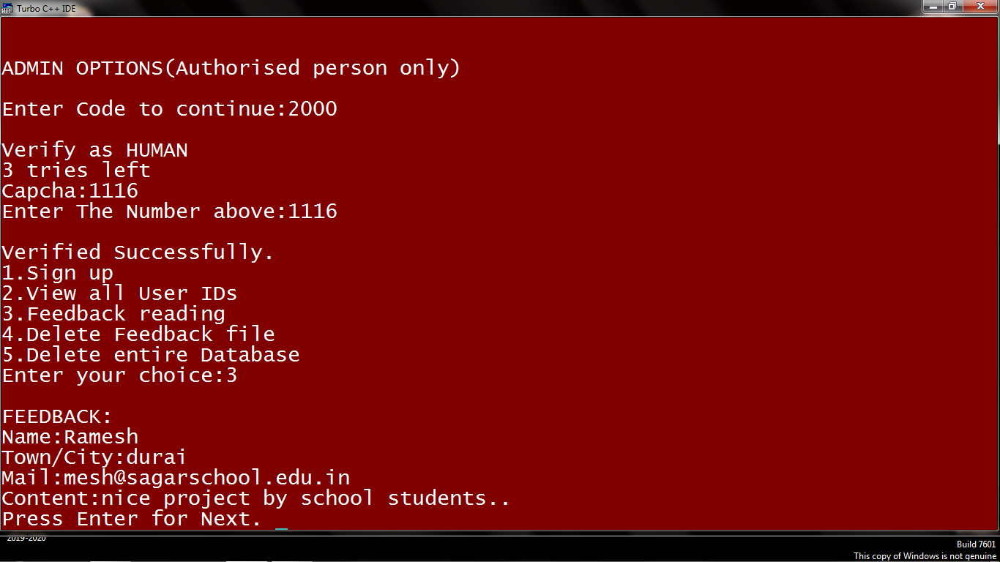 Turbo C++ IDE
ADMIN OPTIONS(Authorised person only)
Enter Code to continue:2000
Verify as HUMAN
3 tries left
Capcha:1116
Enter The Number above:1116
Verified Successfully.
1.Sign up
2.View all User IDs
3.Feedback reading
4.Delete Feedback file
5.Delete entire Database
Enter your choice:3
FEEDBACK:
Name:Ramesh
Town/City:durai
Mail:mesh@sagarschool.edu.in
Content:nice project by school students..
Press Enter for Next. _
2019-2020
Build 7601
This copy of Windows is not genuine